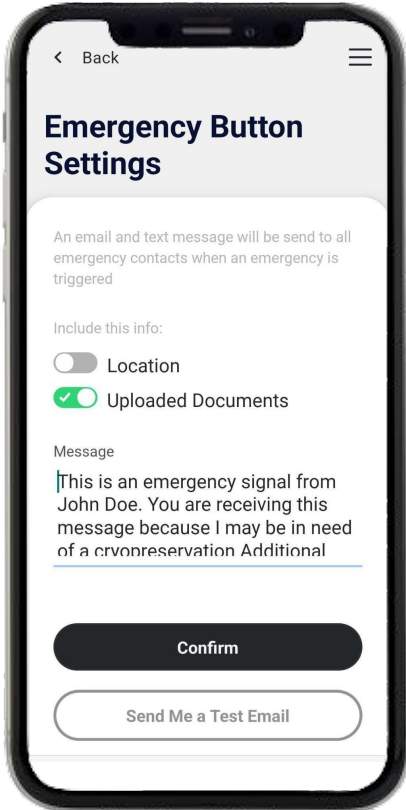 Back
Emergency Button
Settings
An email and text message will be send to all
emergency contacts when an emergency is
triggered
Include this info:
Location
Uploaded Documents
Message
This is an emergency signal from
John Doe. You are receiving this
message because I may be in need
of a cryopreservation Additional
Confirm
Send Me a Test Email